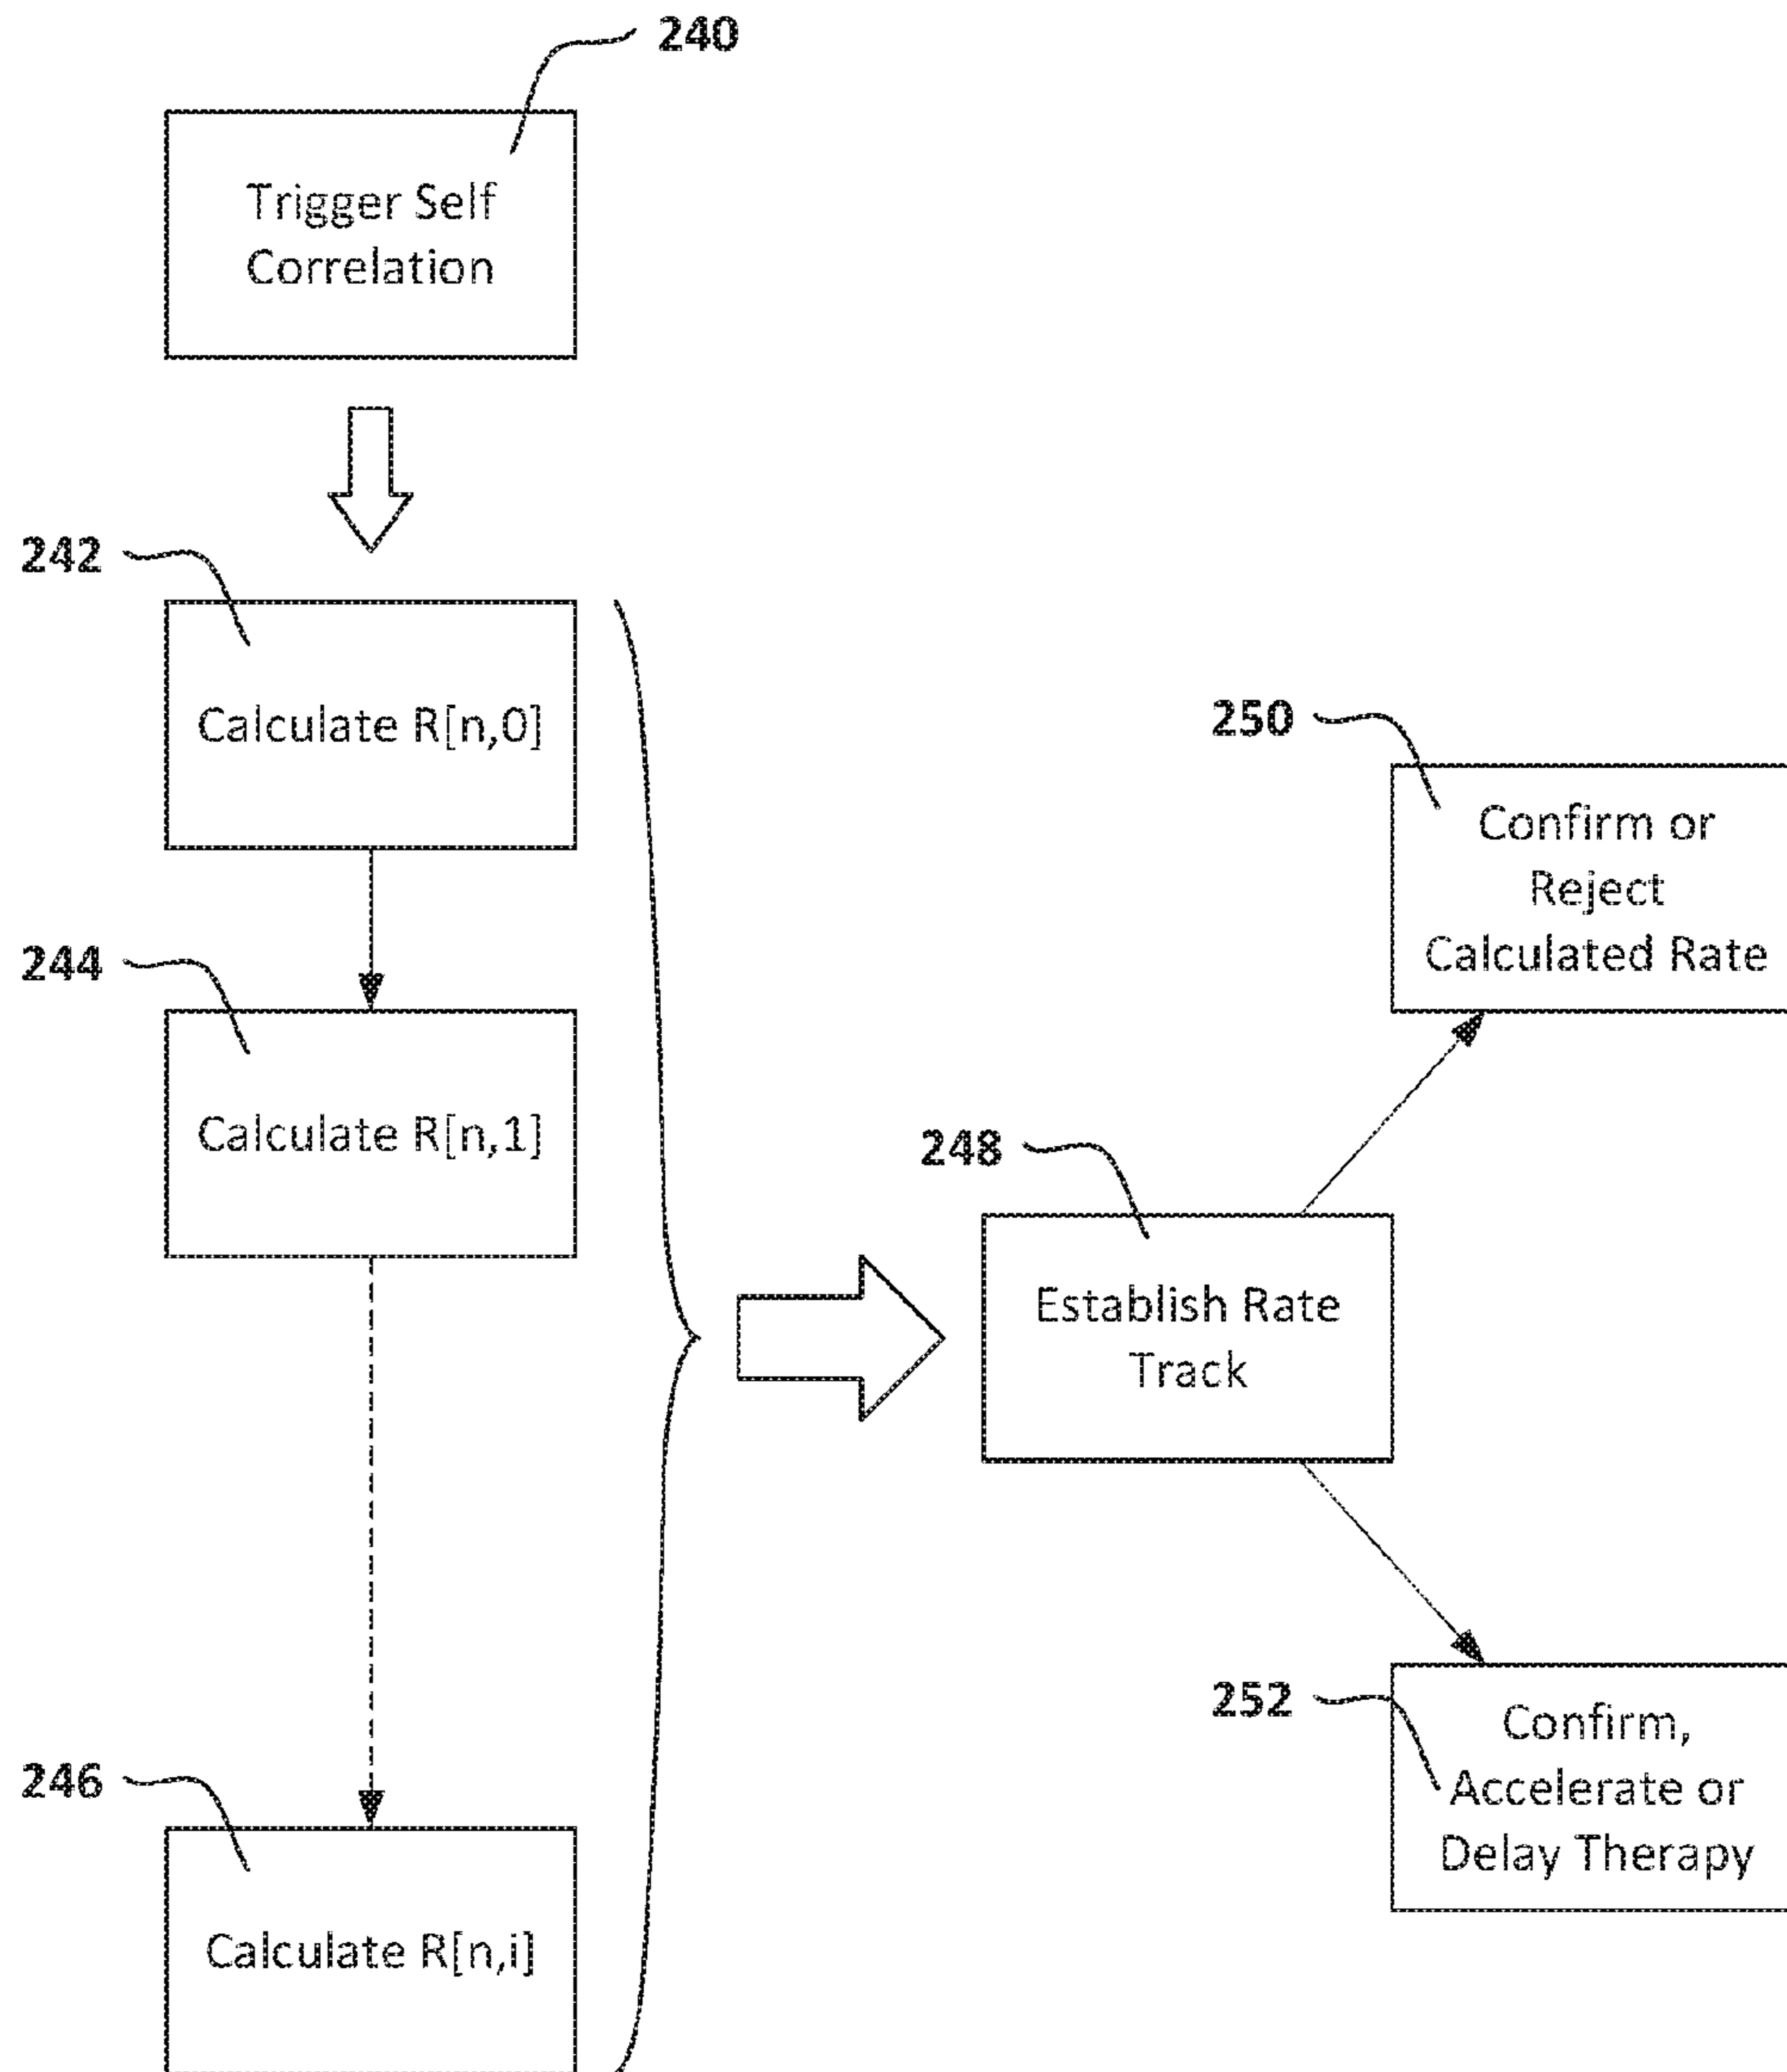 240
Trigger Self
Correlation
242
Calculate R[n,0]
244
Calculate R[n,1]
246
Calculate R[n,i]
248
Establish Rate
Track
250
Confirm or
Reject
Calculated Rate
252
Confirm,
Accelerate or
Delay Therapy